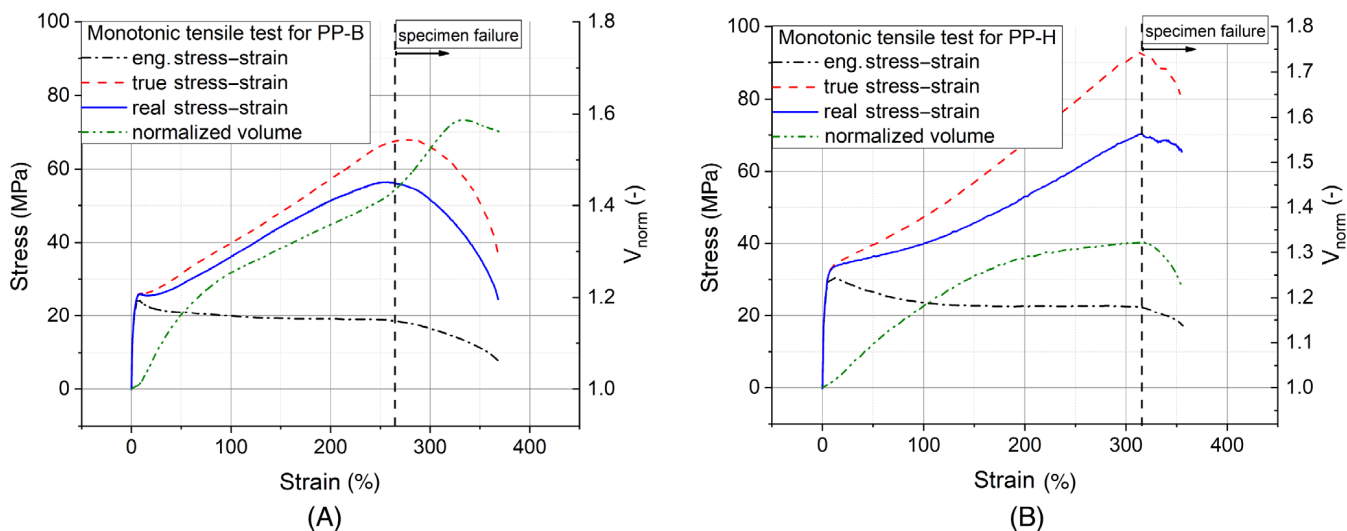 100
80
60
40
20
0
Stress (MPa)
Monotonic tensile test for PP-B
eng. stress–strain
true stress–strain
real stress–strain
normalized volume
specimen failure
1.8
1.6
1.4
1.2
1.0
V_norm (-)
0 100 200 300 400
Strain (%)
(A)
100
80
60
40
20
0
Stress (MPa)
Monotonic tensile test for PP-H
eng. stress–strain
true stress–strain
real stress–strain
normalized volume
specimen failure
1.8
1.7
1.6
1.5
1.4
1.3
1.2
1.1
1.0
V_norm (-)
0 100 200 300 400
Strain (%)
(B)